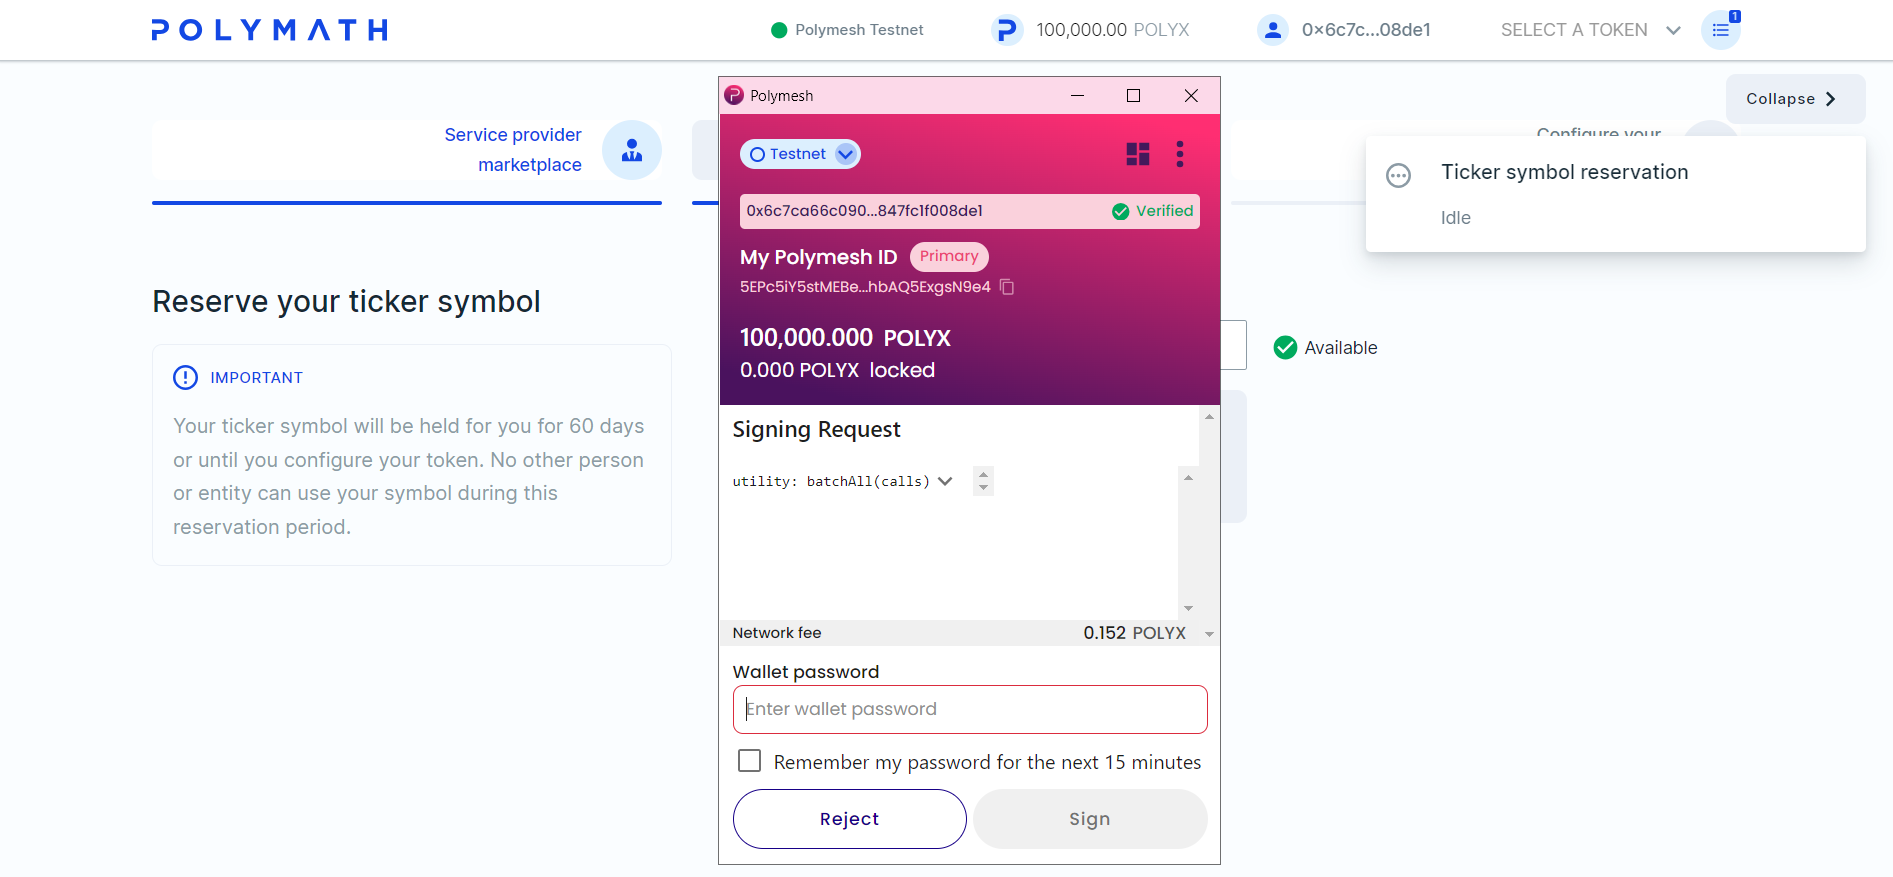 POLYMATH
Polymesh Testnet
100,000.00 POLYX
0x6c7c...08de1
SELECT A TOKEN
1
Collapse
Service provider
marketplace
Configure your
Ticker symbol reservation
Idle
Reserve your ticker symbol
IMPORTANT
Your ticker symbol will be held for you for 60 days
or until you configure your token. No other person
or entity can use your symbol during this
reservation period.
Available
Polymesh
Testnet
0x6c7ca66c090...847fc1f008de1
Verified
My Polymesh ID Primary
5EPc5iY5stMEBe...hbAQ5ExgsN9e4
100,000.000 POLYX
0.000 POLYX locked
Signing Request
utility: batchAll(calls)
Network fee 0.152 POLYX
Wallet password
Enter wallet password
Remember my password for the next 15 minutes
Reject
Sign